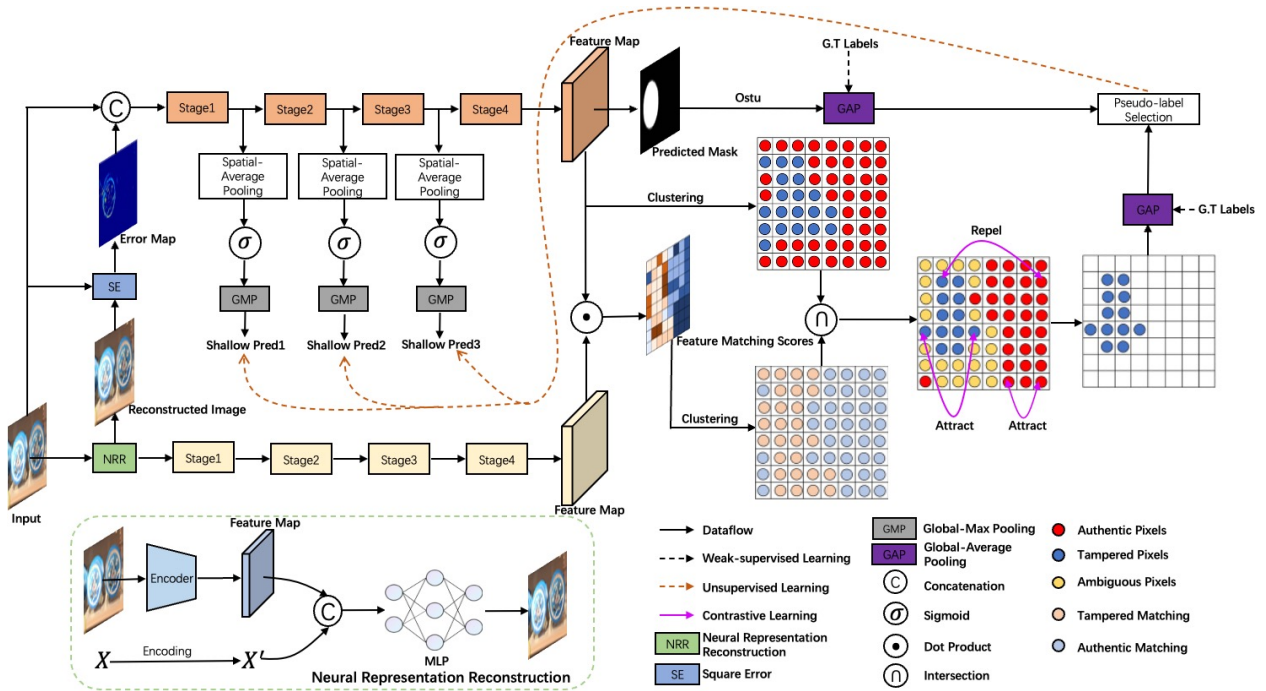 Feature Map
G.T Labels
C
Stage1
Stage2
Stage3
Stage4
Ostu
GAP
Pseudo-label
Selection
Predicted Mask
Spatial-
Average
Pooling
Spatial-
Average
Pooling
Spatial-
Average
Pooling
Clustering
GAP
G.T Labels
Error Map
σ
σ
σ
Repel
SE
GMP
GMP
GMP
Shallow Pred1
Shallow Pred2
Shallow Pred3
Feature Matching Scores
∩
Reconstructed Image
Clustering
Attract
Attract
NRR
Stage1
Stage2
Stage3
Stage4
Input
Feature Map
Feature Map
Encoder
C
X
Encoding
X'
MLP
Neural Representation Reconstruction
Dataflow
GMP
Global-Max Pooling
Authentic Pixels
Weak-supervised Learning
GAP
Global-Average
Pooling
Tampered Pixels
Unsupervised Learning
C
Concatenation
Ambiguous Pixels
Contrastive Learning
σ
Sigmoid
Tampered Matching
NRR
Neural Representation
Reconstruction
Dot Product
Authentic Matching
SE
Square Error
∩
Intersection